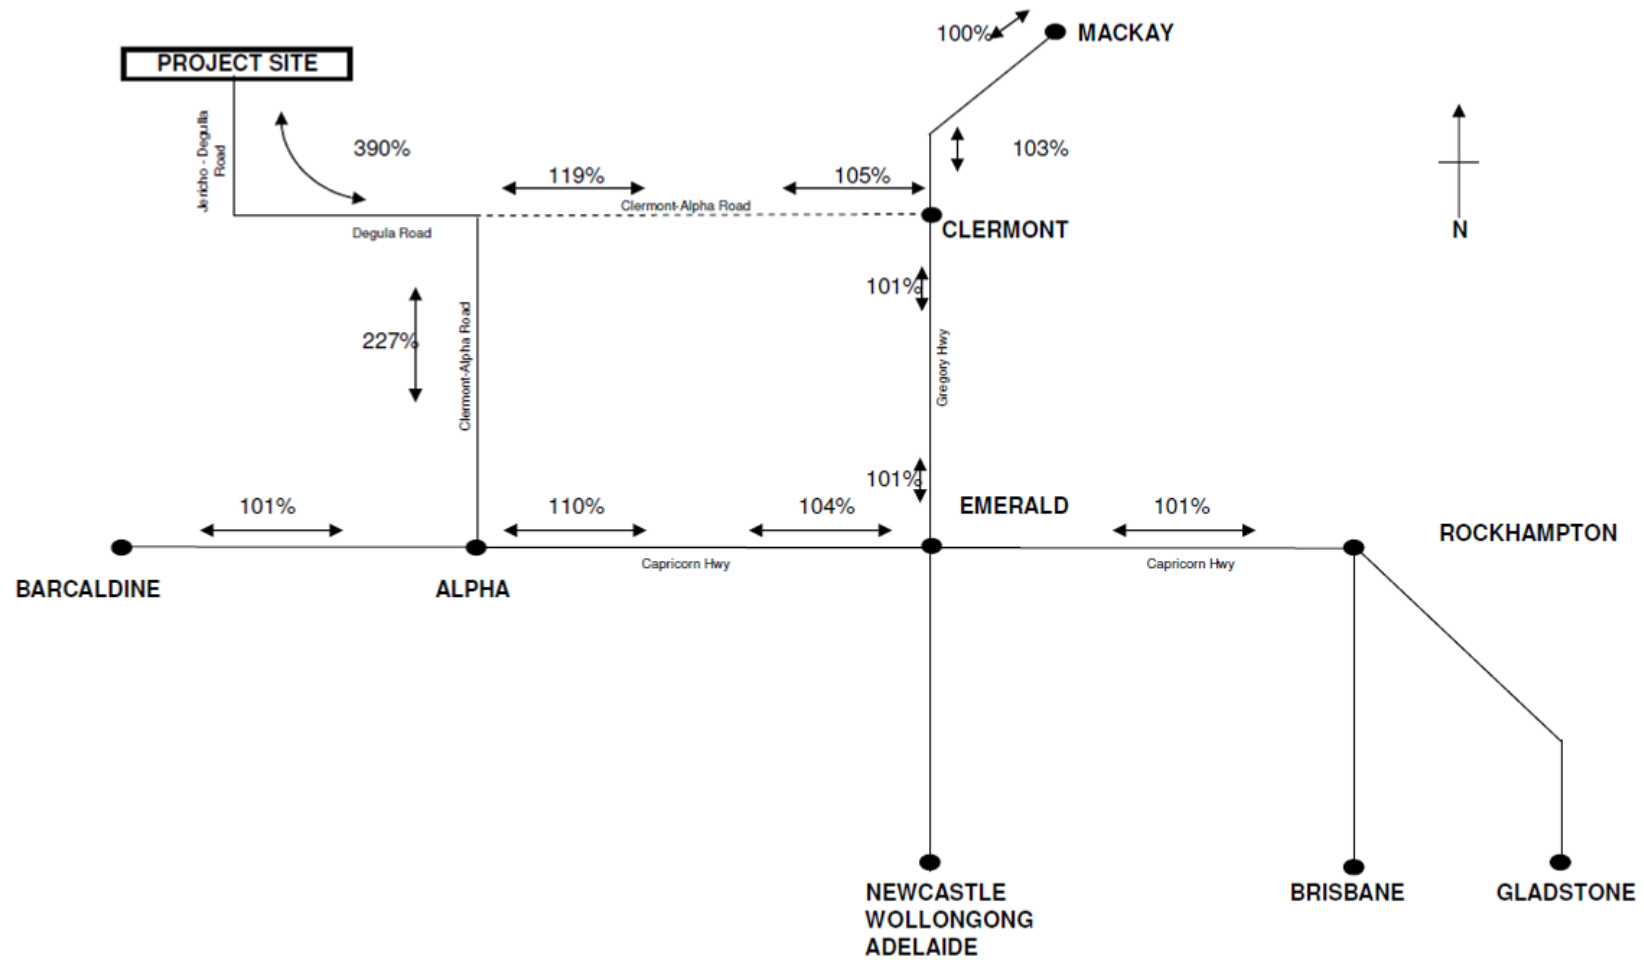 100%
MACKAY
PROJECT SITE
Jericho - Degulla
Road
390%
103%
119%
105%
Clermont-Alpha Road
Degula Road
CLERMONT
N
101%
227%
Clermont-Alpha Road
Gregory Hwy
101%
EMERALD
101%
110%
104%
101%
ROCKHAMPTON
Capricorn Hwy
Capricorn Hwy
BARCALDINE
ALPHA
NEWCASTLE
WOLLONGONG
ADELAIDE
BRISBANE
GLADSTONE